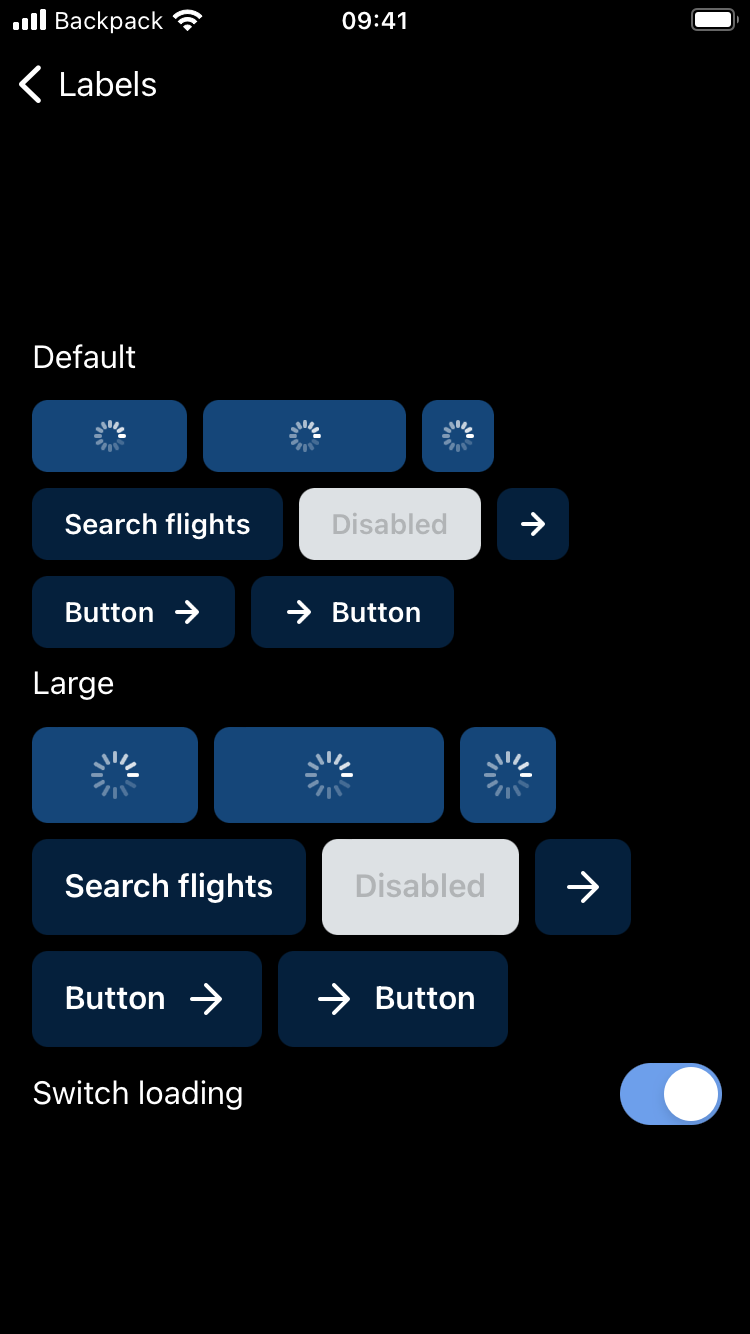 Backpack 09:41
Labels
Default
Search flights Disabled
Button Button
Large
Search flights Disabled
Button Button
Switch loading